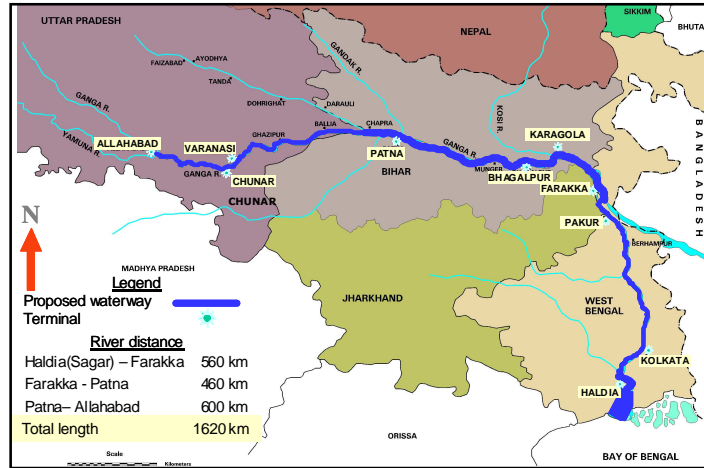 SIKKIM
UTTAR PRADESH
BHUTA
NEPAL
GANDAK R.
FAIZABAD
AYODHYA
TANDA
DOHRIGHAT
DARAULI
KOSI R.
GANGA R.
BALLIA
CHAPRA
KARAGOLA
YAMUNA R.
ALLAHABAD
VARANASI
GHAZIPUR
PATNA
GANGA R.
MUNGER
BHAGALPUR
BIHAR
GANGA R.
CHUNAR
FARAKKA
BANGLADESH
CHUNAR
PAKUR
N
BERHAMPUR
MADHYA PRADESH
Legend
Proposed waterway
Terminal
JHARKHAND
WEST
BENGAL
River distance
Haldia(Sagar) – Farakka 560 km
Farakka - Patna 460 km
Patna– Allahabad 600 km
Total length 1620 km
KOLKATA
HALDIA
ORISSA
Scale
Kilometers
BAY OF BENGAL